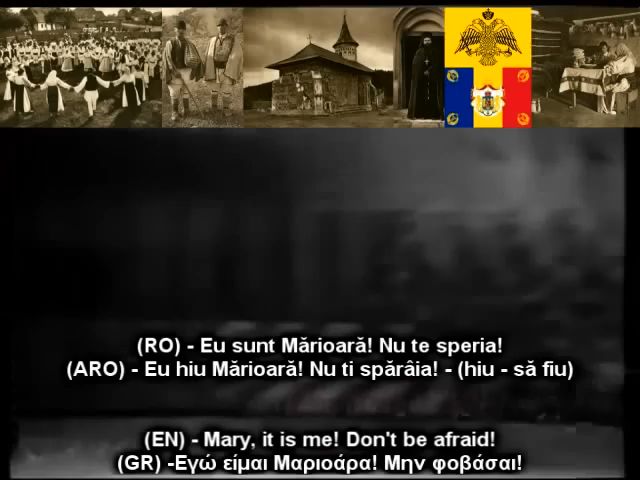 (RO) - Eu sunt Mărioară! Nu te speria!
(ARO) - Eu hiu Mărioară! Nu ti spărâia! - (hiu - să fiu)
(EN) - Mary, it is me! Don't be afraid!
(GR) -Εγώ είμαι Μαριοάρα! Μην φοβάσαι!